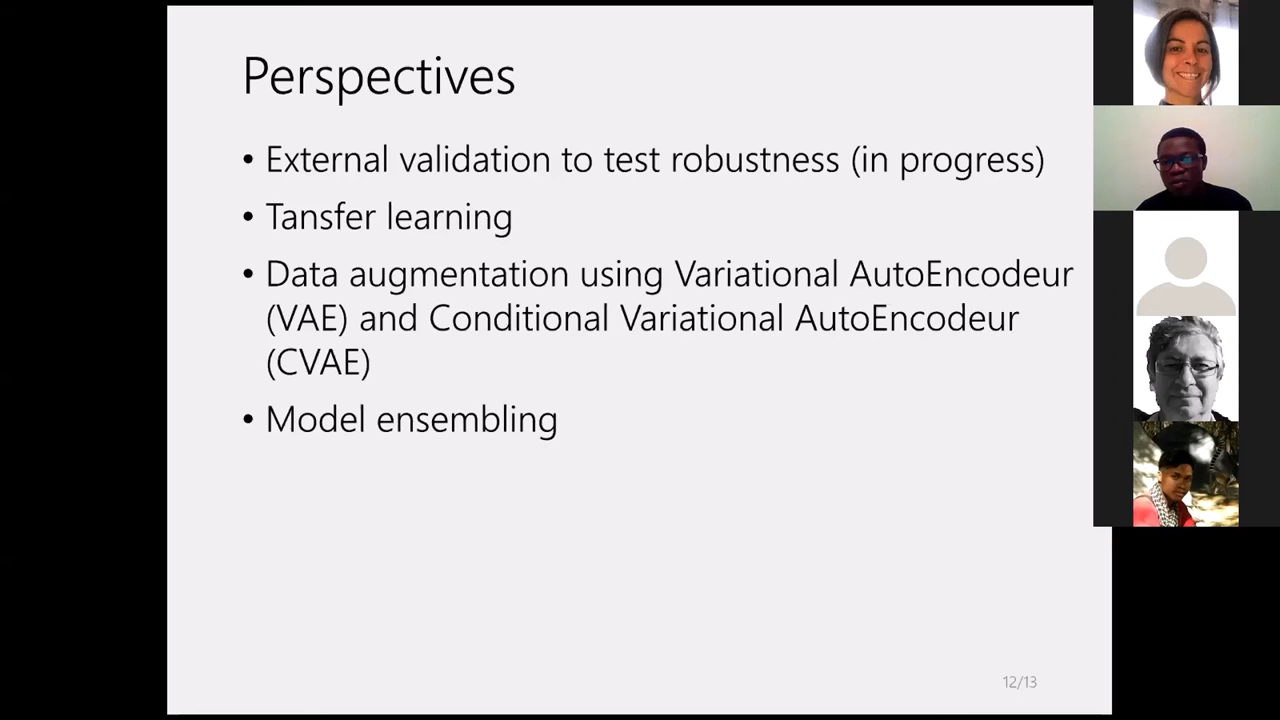 Perspectives
• External validation to test robustness (in progress)
• Tansfer learning
• Data augmentation using Variational AutoEncodeur
(VAE) and Conditional Variational AutoEncodeur
(CVAE)
• Model ensembling
12/13